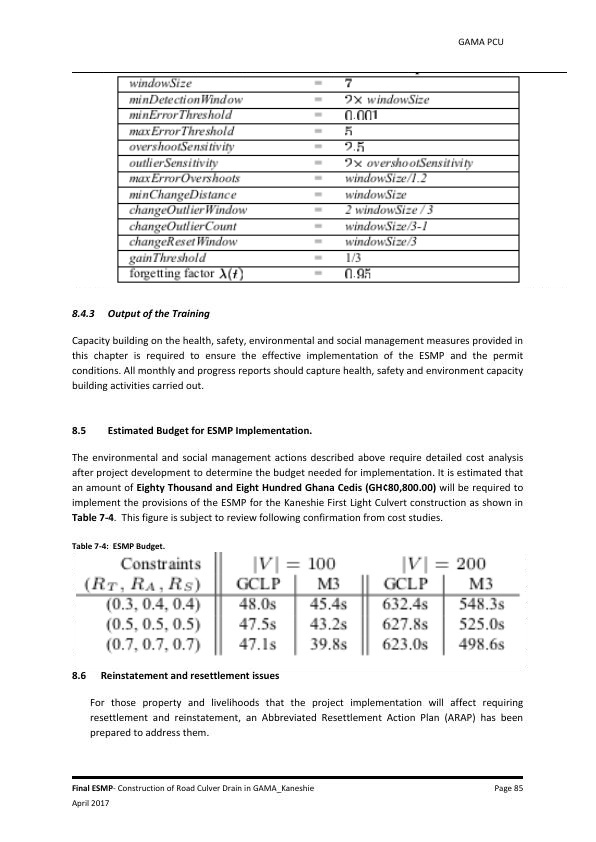 GAMA PCU
windowSize = 7
minDetectionWindow = 2× windowSize
minErrorThreshold = 0.001
maxErrorThreshold = 5
overshootSensitivity = 2.5
outlierSensitivity = 2× overshootSensitivity
maxErrorOvershoots = windowSize/1.2
minChangeDistance = windowSize
changeOutlierWindow = 2 windowSize / 3
changeOutlierCount = windowSize/3-1
changeResetWindow = windowSize/3
gainThreshold = 1/3
forgetting factor λ(t) = 0.95
8.4.3 Output of the Training
Capacity building on the health, safety, environmental and social management measures provided in
this chapter is required to ensure the effective implementation of the ESMP and the permit
conditions. All monthly and progress reports should capture health, safety and environment capacity
building activities carried out.
8.5 Estimated Budget for ESMP Implementation.
The environmental and social management actions described above require detailed cost analysis
after project development to determine the budget needed for implementation. It is estimated that
an amount of Eighty Thousand and Eight Hundred Ghana Cedis (GH¢80,800.00) will be required to
implement the provisions of the ESMP for the Kaneshie First Light Culvert construction as shown in
Table 7-4. This figure is subject to review following confirmation from cost studies.
Table 7-4: ESMP Budget.
Constraints |V| = 100 |V| = 200
(R_T, R_A, R_S) GCLP M3 GCLP M3
(0.3, 0.4, 0.4) 48.0s 45.4s 632.4s 548.3s
(0.5, 0.5, 0.5) 47.5s 43.2s 627.8s 525.0s
(0.7, 0.7, 0.7) 47.1s 39.8s 623.0s 498.6s
8.6 Reinstatement and resettlement issues
For those property and livelihoods that the project implementation will affect requiring
resettlement and reinstatement, an Abbreviated Resettlement Action Plan (ARAP) has been
prepared to address them.
Final ESMP- Construction of Road Culver Drain in GAMA_Kaneshie Page 85
April 2017